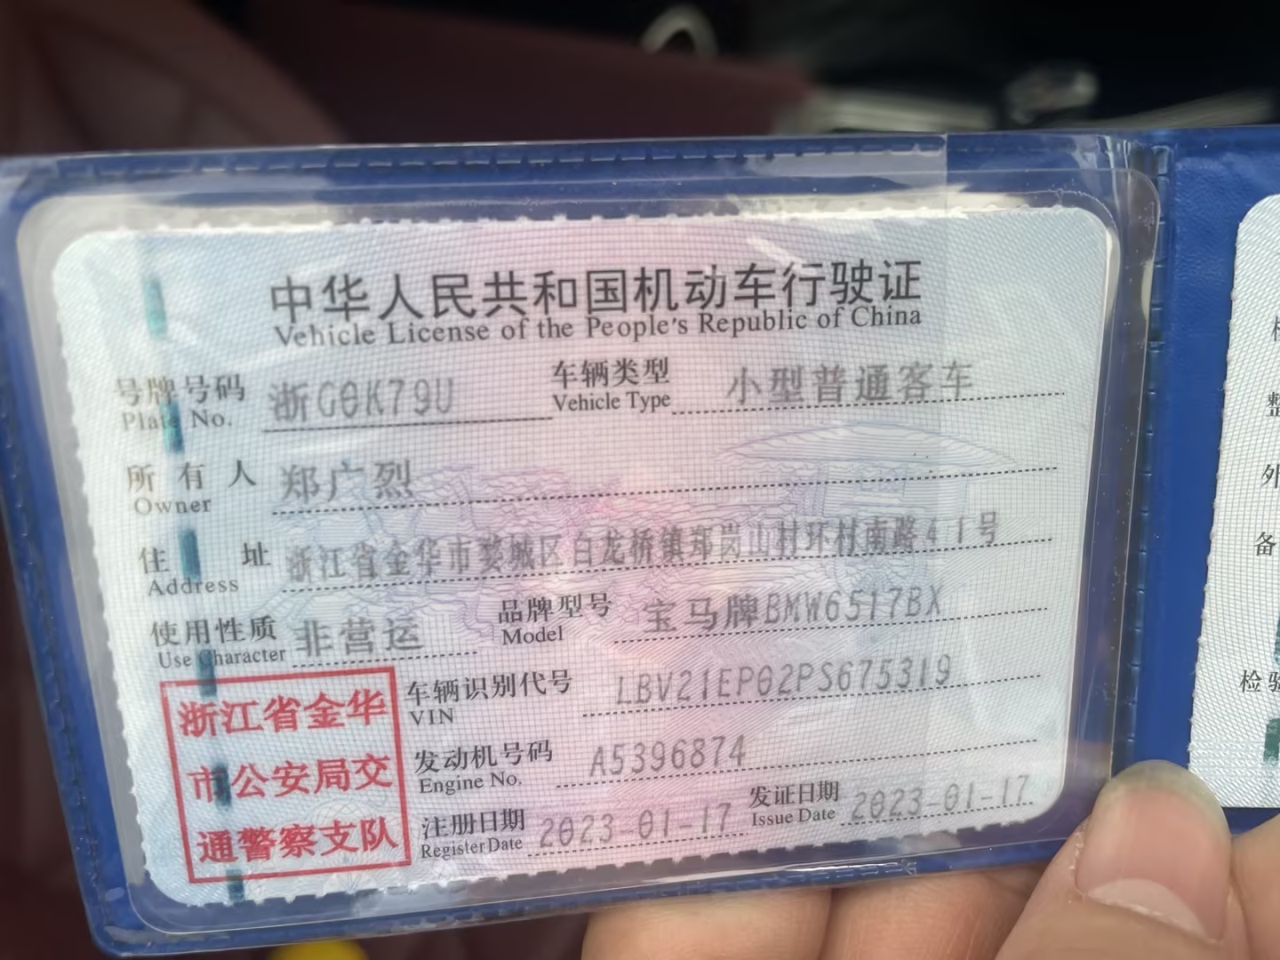 中华人民共和国机动车行驶证
Vehicle License of the People's Republic of China
号牌号码 浙G0K79U 车辆类型 小型普通客车
Plate No. Vehicle Type
所有人 郑广烈
Owner
住址 浙江省金华市婺城区白龙桥镇郑岗山村环村南路41号
Address
使用性质 非营运 品牌型号 宝马牌BMW6517BX
Use Character Model
浙江省金华
市公安局交
通警察支队
车辆识别代号 LBV21EP02PS675319
VIN
发动机号码 A5396874
Engine No.
注册日期 2023-01-17 发证日期 2023-01-17
Register Date Issue Date
整
外
备
检验